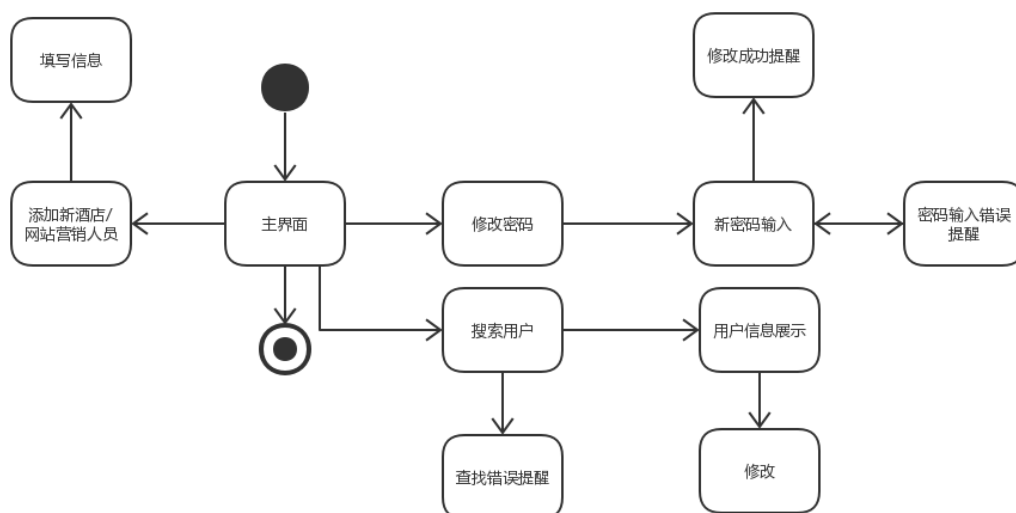 填写信息
修改成功提醒
添加新酒店/
网站营销人员
主界面
修改密码
新密码输入
密码输入错误
提醒
搜索用户
用户信息展示
查找错误提醒
修改